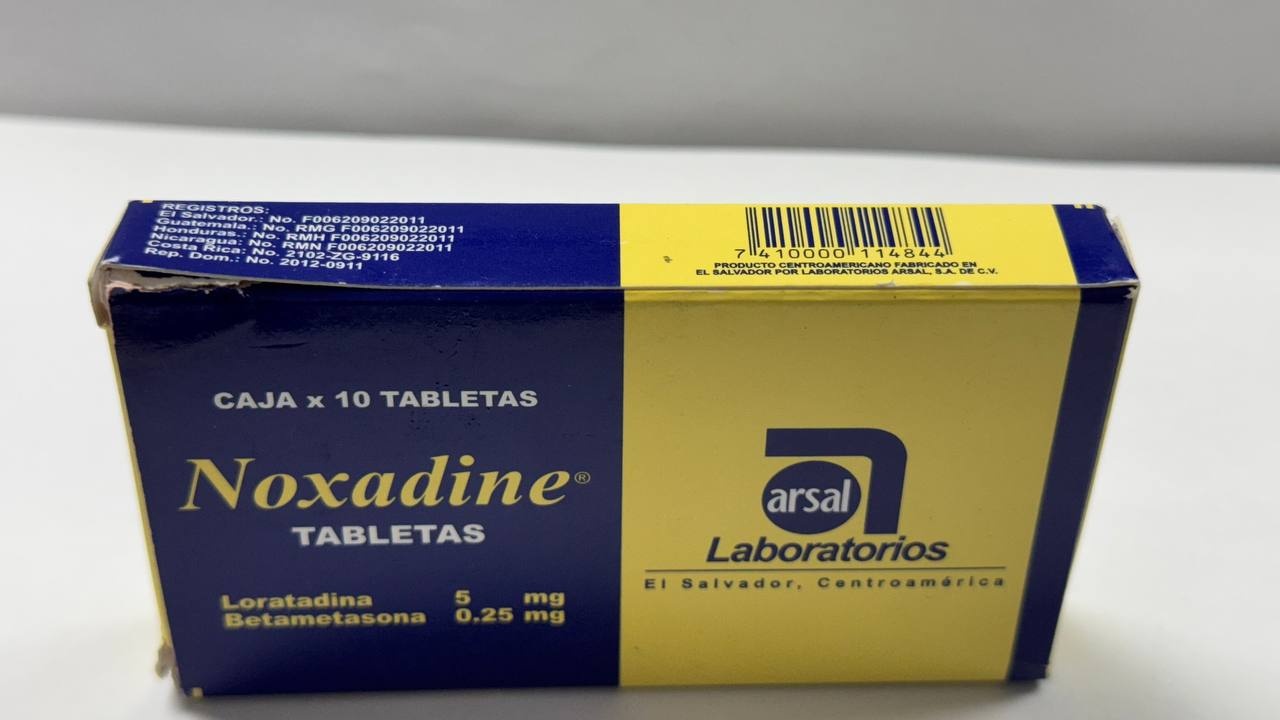 REGISTROS:
El Salvador.: No. F006209022011
Guatemala.: No. RMG F006209022011
Honduras.: No. RMH F006209022011
Nicaragua: No. RMN F006209022011
Costa Rica: No. 2102-ZG-9116
Rep. Dom.: No. 2012-0911
7 410000 114844
PRODUCTO CENTROAMERICANO FABRICADO EN
EL SALVADOR POR LABORATORIOS ARSAL, S.A. DE C.V.
CAJA x 10 TABLETAS
Noxadine®
TABLETAS
Loratadina 5 mg
Betametasona 0.25 mg
arsal
Laboratorios
El Salvador, Centroamérica